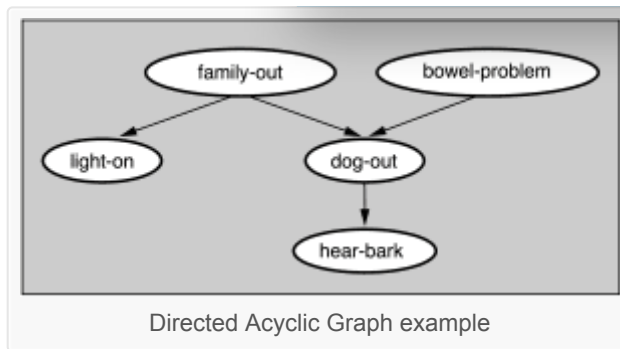 family-out
bowel-problem
light-on
dog-out
hear-bark
Directed Acyclic Graph example